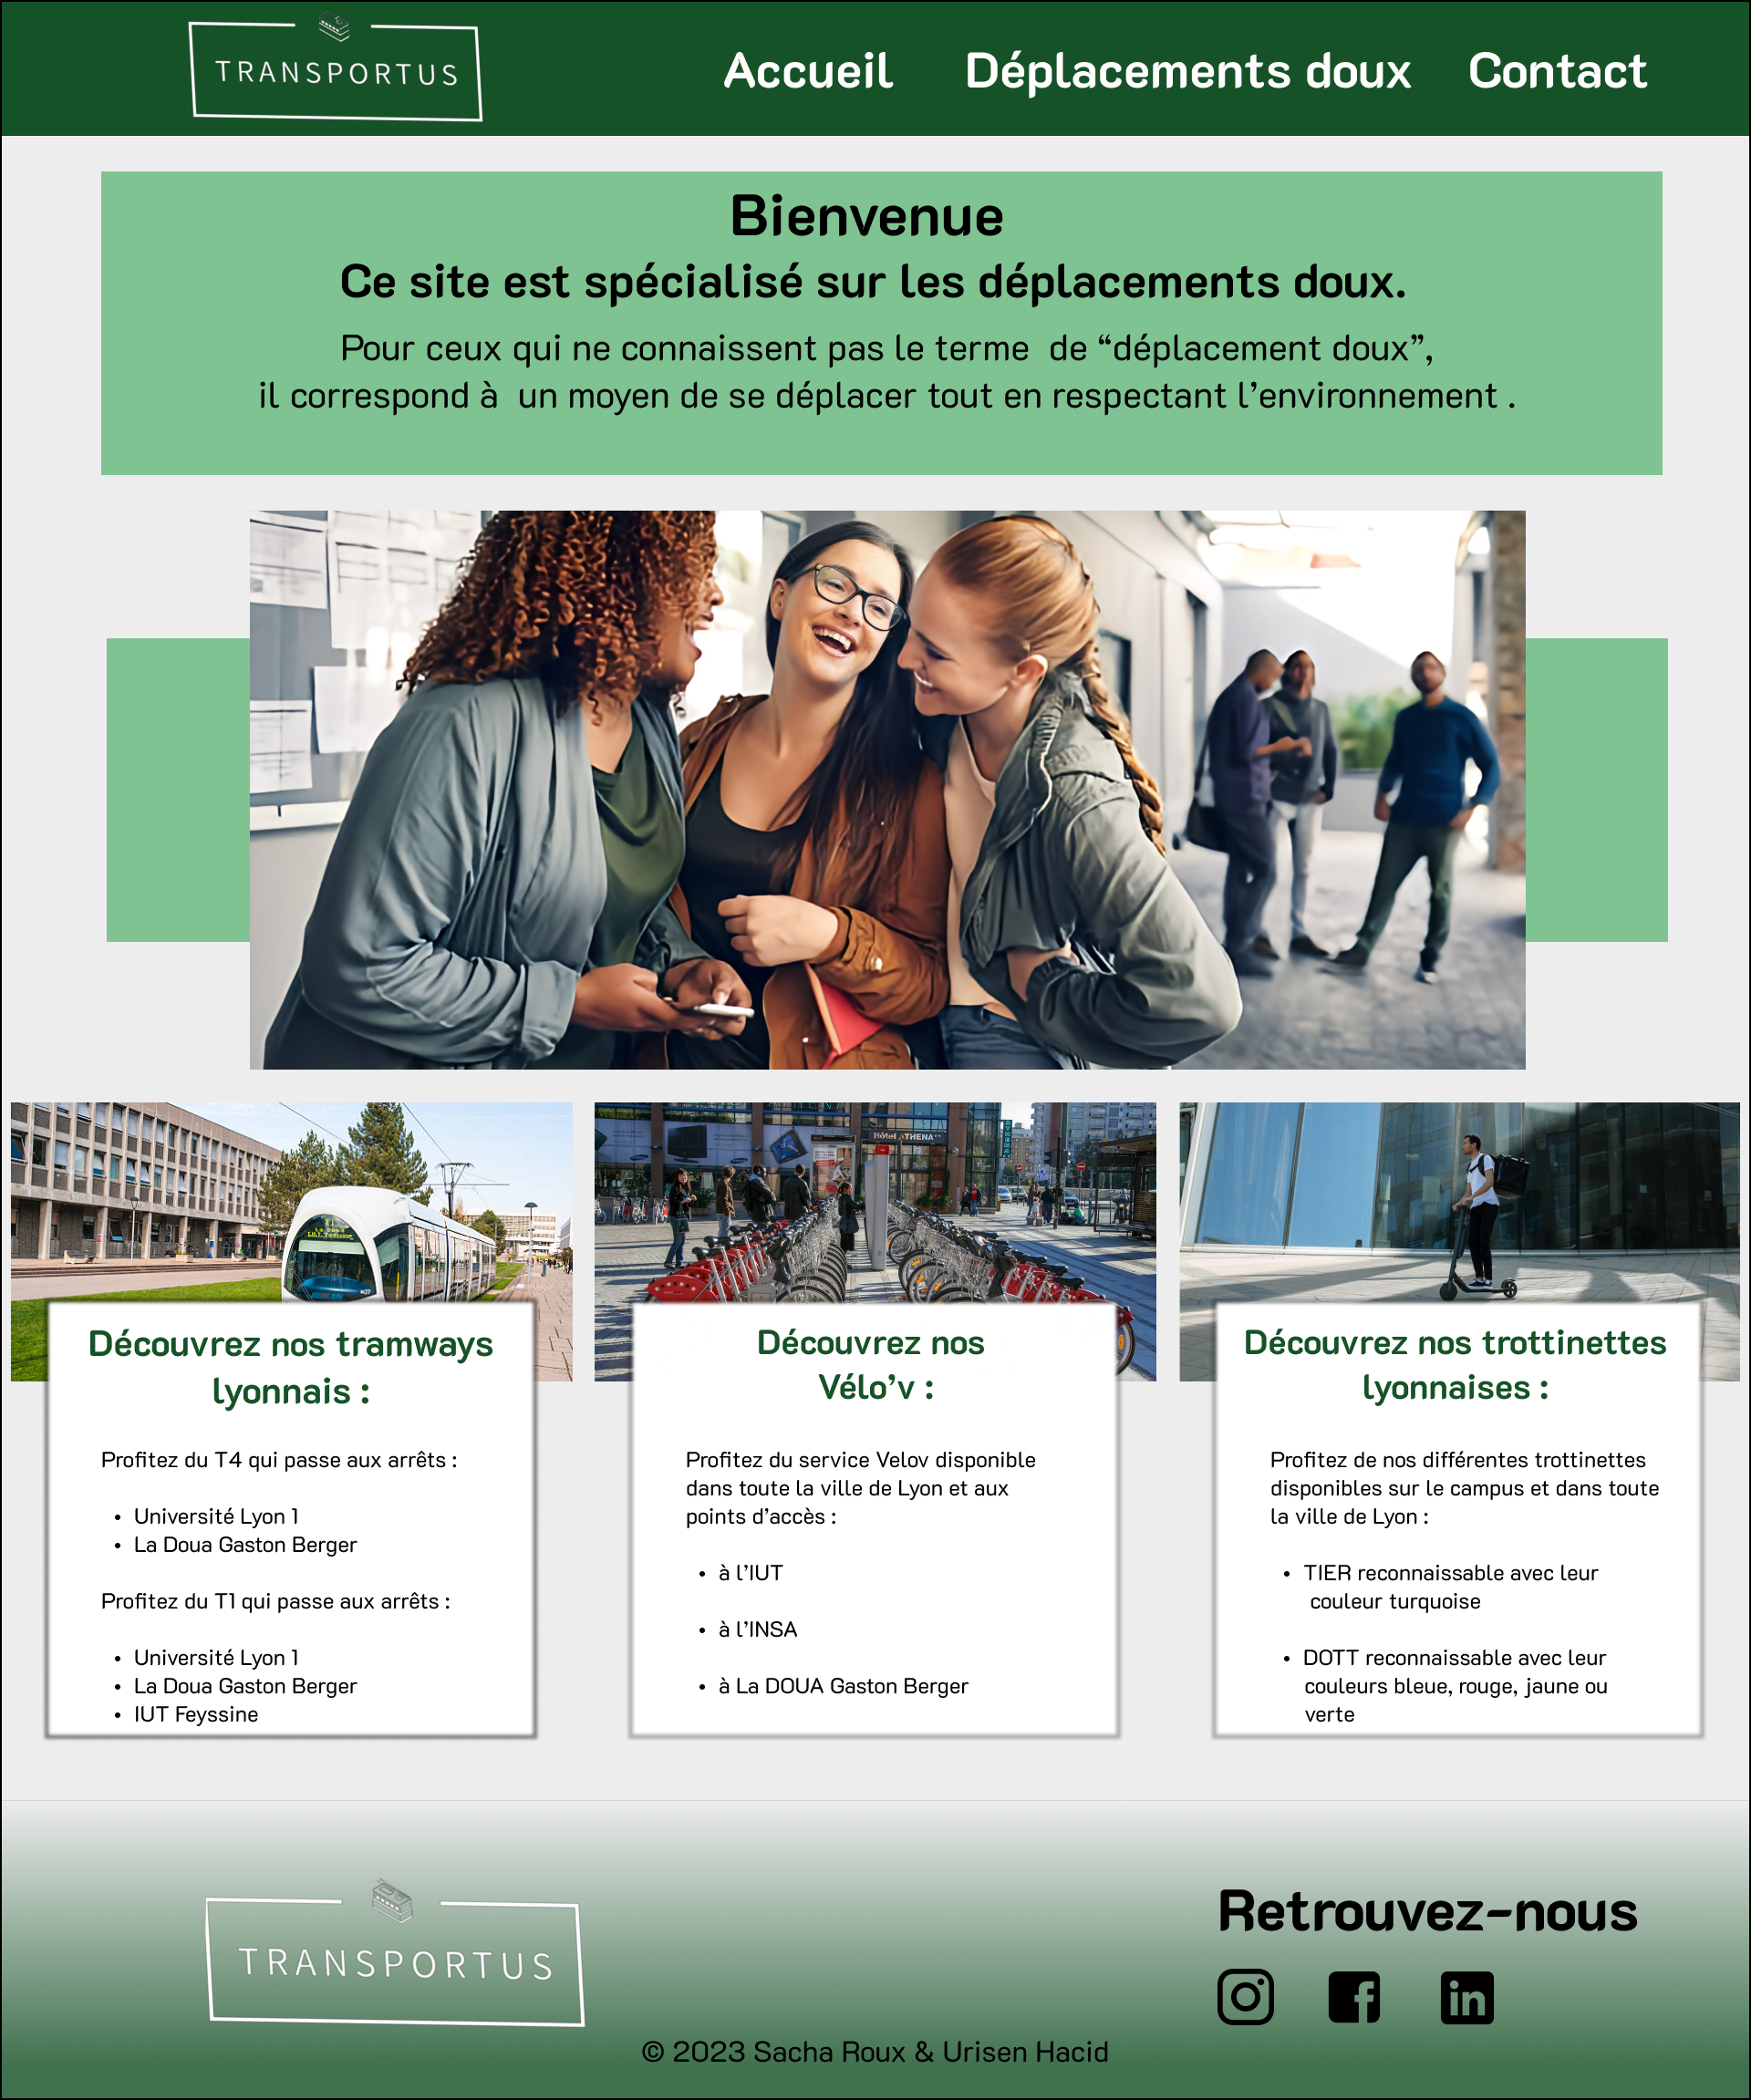 TRANSPORTUS
Accueil Déplacements doux Contact
Bienvenue
Ce site est spécialisé sur les déplacements doux.
Pour ceux qui ne connaissent pas le terme de “déplacement doux”,
il correspond à un moyen de se déplacer tout en respectant l’environnement .
Hôtel ATHENA
Découvrez nos tramways
lyonnais :
Profitez du T4 qui passe aux arrêts :
• Université Lyon 1
• La Doua Gaston Berger
Profitez du T1 qui passe aux arrêts :
• Université Lyon 1
• La Doua Gaston Berger
• IUT Feyssine
Découvrez nos
Vélo’v :
Profitez du service Velov disponible
dans toute la ville de Lyon et aux
points d’accès :
• à l’IUT
• à l’INSA
• à La DOUA Gaston Berger
Découvrez nos trottinettes
lyonnaises :
Profitez de nos différentes trottinettes
disponibles sur le campus et dans toute
la ville de Lyon :
• TIER reconnaissable avec leur
couleur turquoise
• DOTT reconnaissable avec leur
couleurs bleue, rouge, jaune ou
verte
TRANSPORTUS
Retrouvez-nous
© 2023 Sacha Roux & Urisen Hacid